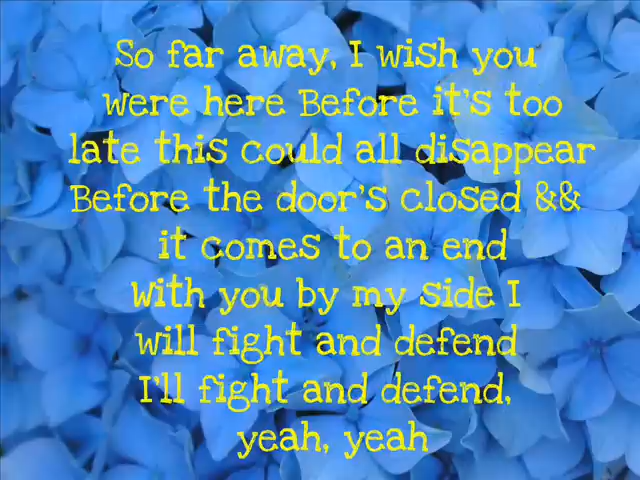 So far away, I wish you
were here Before it's too
late this could all disappear
Before the door's closed &&
it comes to an end
With you by my side I
will fight and defend
I'll fight and defend,
yeah, yeah